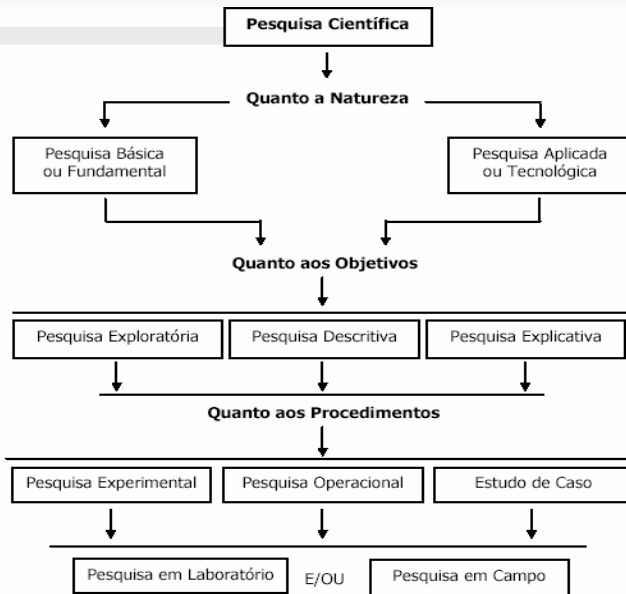 Pesquisa Científica
Quanto a Natureza
Pesquisa Básica
ou Fundamental
Pesquisa Aplicada
ou Tecnológica
Quanto aos Objetivos
Pesquisa Exploratória
Pesquisa Descritiva
Pesquisa Explicativa
Quanto aos Procedimentos
Pesquisa Experimental
Pesquisa Operacional
Estudo de Caso
Pesquisa em Laboratório
E/OU
Pesquisa em Campo